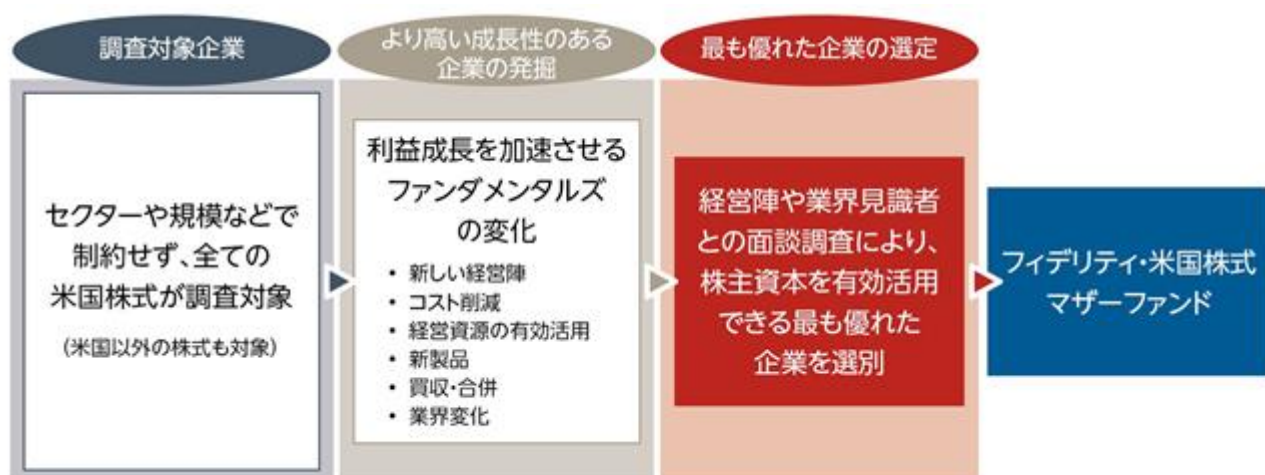 調査対象企業
セクターや規模などで
制約せず、全ての
米国株式が調査対象
(米国以外の株式も対象)
より高い成長性のある
企業の発掘
利益成長を加速させる
ファンダメンタルズ
の変化
• 新しい経営陣
• コスト削減
• 経営資源の有効活用
• 新製品
• 買収・合併
• 業界変化
最も優れた企業の選定
経営陣や業界見識者
との面談調査により、
株主資本を有効活用
できる最も優れた
企業を選別
フィデリティ・米国株式
マザーファンド